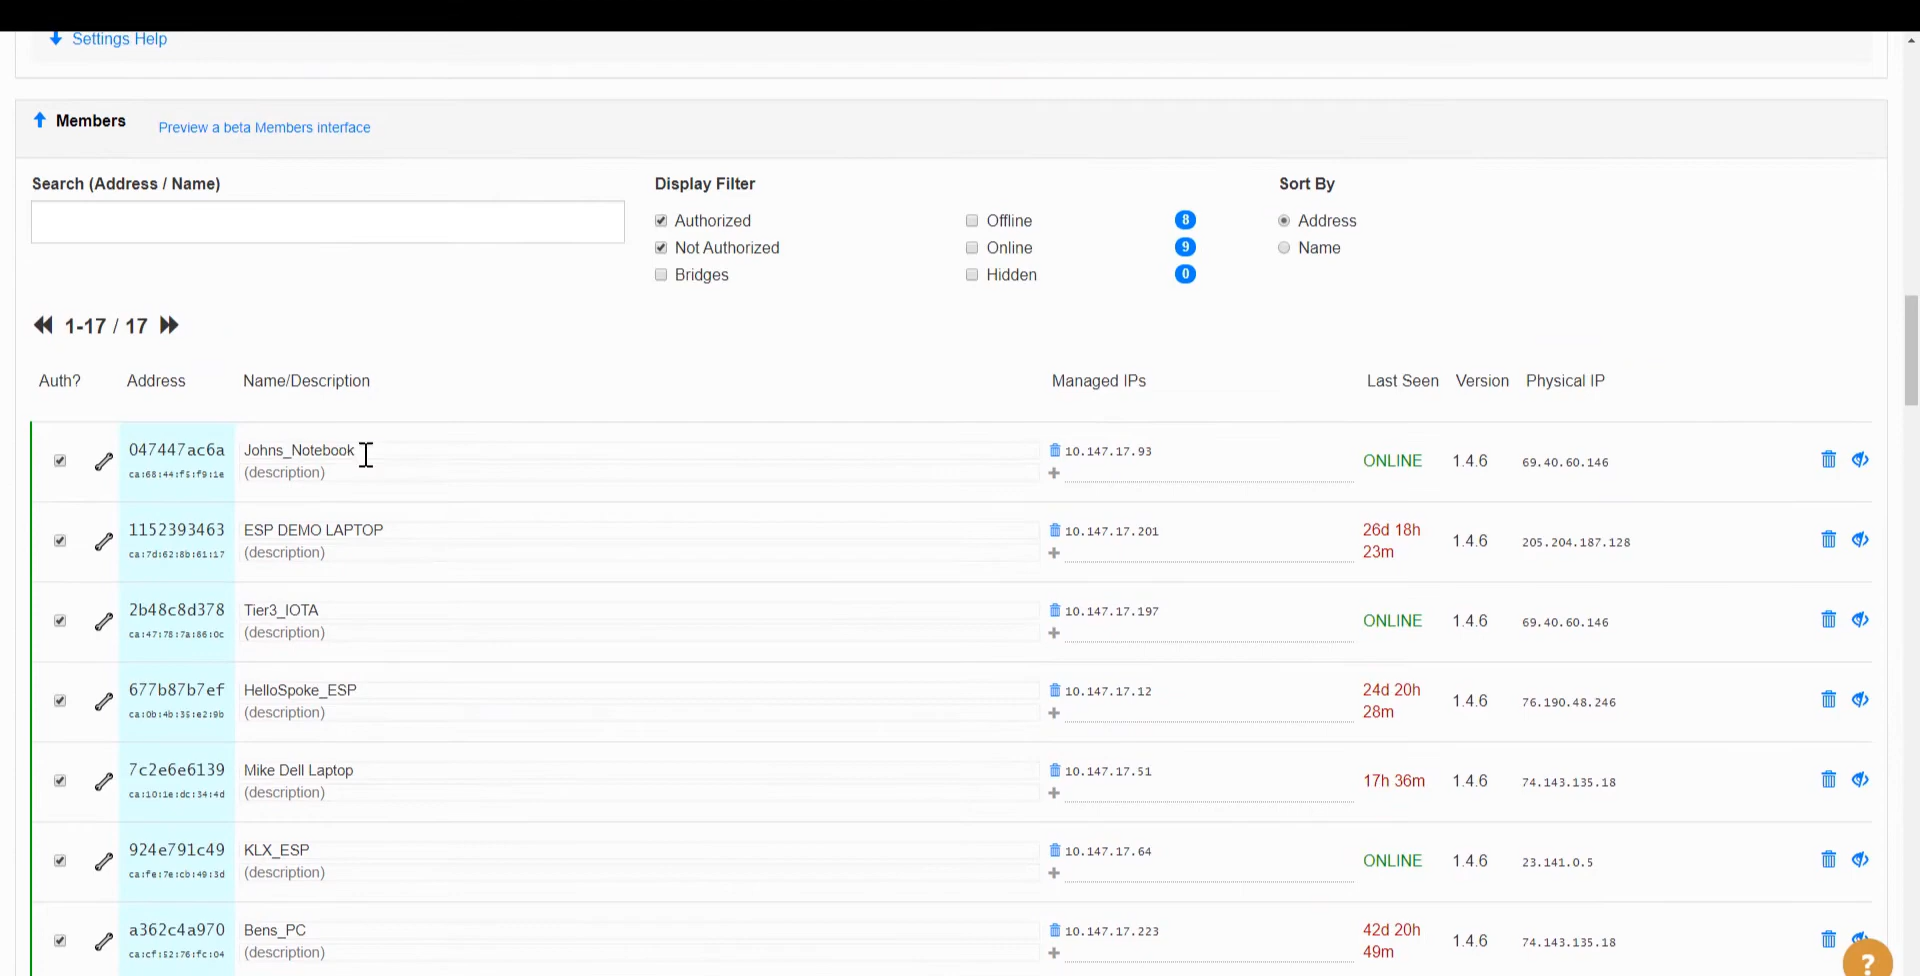 Settings Help
Members Preview a beta Members interface
Search (Address / Name) Display Filter Sort By
Authorized Offline 8 Address
Not Authorized Online 9 Name
Bridges Hidden 0
1-17 / 17
Auth? Address Name/Description Managed IPs Last Seen Version Physical IP
047447ac6a Johns_Notebook 10.147.17.93 ONLINE 1.4.6 69.40.60.146
ca:68:44:f5:f9:1e (description)
1152393463 ESP DEMO LAPTOP 10.147.17.201 26d 18h 1.4.6 205.204.187.128
ca:7d:62:8b:61:17 (description) 23m
2b48c8d378 Tier3_IOTA 10.147.17.197 ONLINE 1.4.6 69.40.60.146
ca:47:78:7a:86:0c (description)
677b87b7ef HelloSpoke_ESP 10.147.17.12 24d 20h 1.4.6 76.190.48.246
ca:0b:4b:35:e2:9b (description) 28m
7c2e6e6139 Mike Dell Laptop 10.147.17.51 17h 36m 1.4.6 74.143.135.18
ca:10:1e:dc:34:4d (description)
924e791c49 KLX_ESP 10.147.17.64 ONLINE 1.4.6 23.141.0.5
ca:fe:7e:cb:49:3d (description)
a362c4a970 Bens_PC 10.147.17.223 42d 20h 1.4.6 74.143.135.18
ca:cf:52:76:fc:04 (description) 49m
?